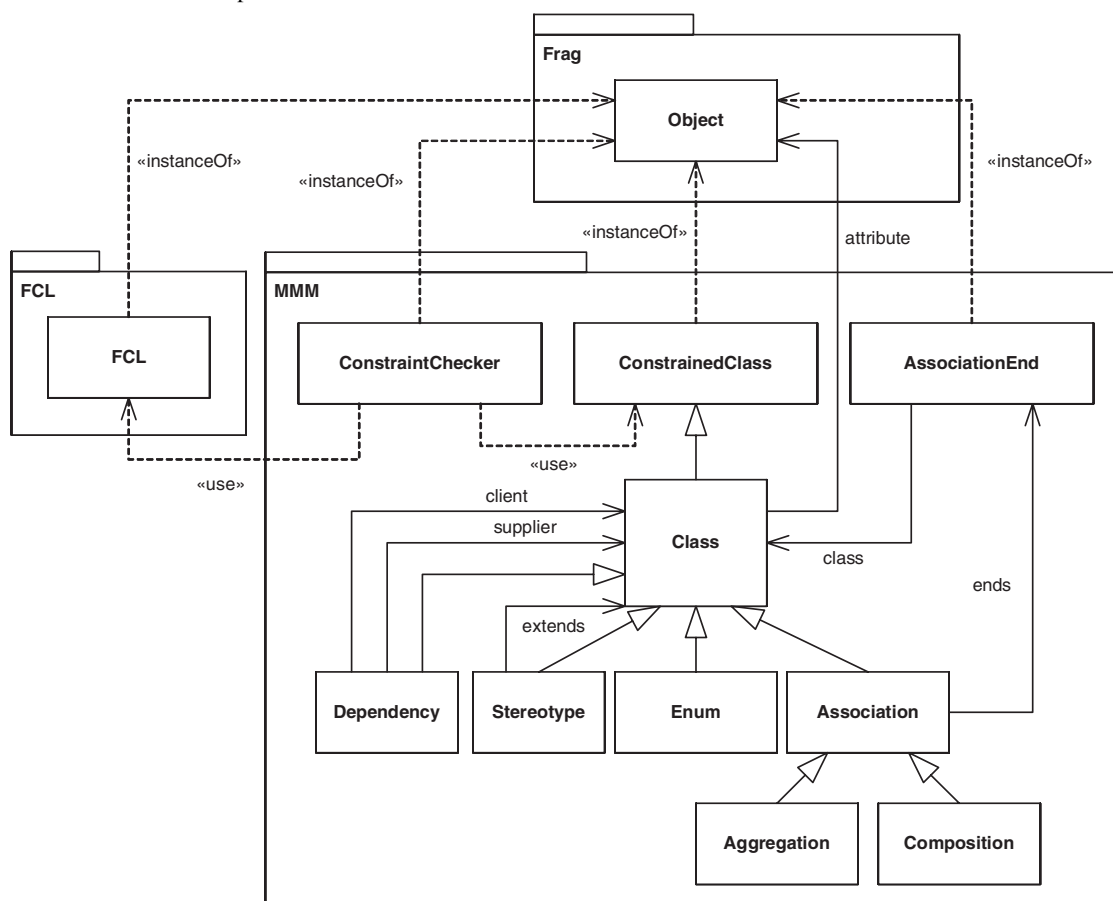 Frag
Object
«instanceOf»
«instanceOf»
«instanceOf»
«instanceOf»
attribute
FCL
MMM
FCL
ConstraintChecker
ConstrainedClass
AssociationEnd
«use»
«use»
client
supplier
Class
class
ends
extends
Dependency
Stereotype
Enum
Association
Aggregation
Composition